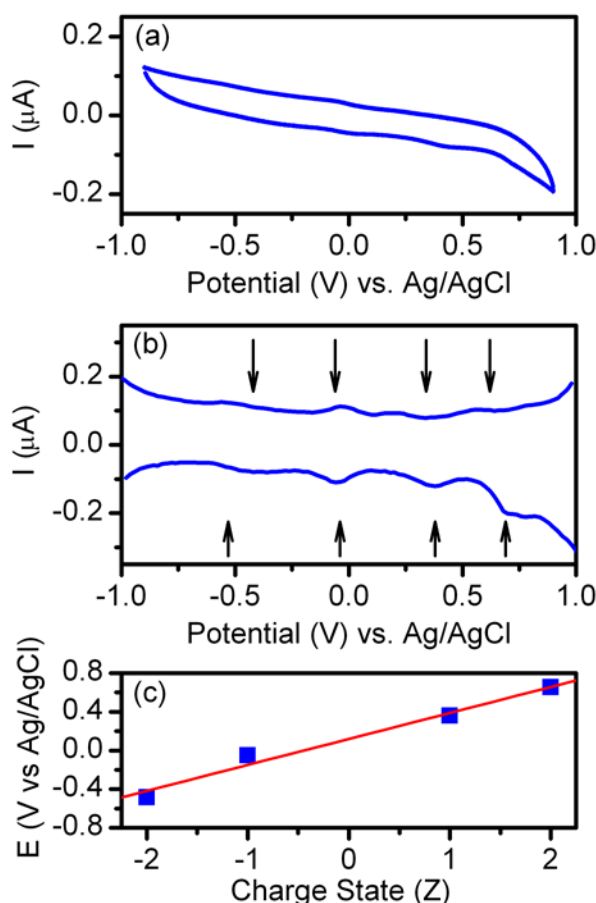 (a)
I (μA)
0.2
0.0
-0.2
-1.0 -0.5 0.0 0.5 1.0
Potential (V) vs. Ag/AgCl
(b)
I (μA)
0.2
0.0
-0.2
-1.0 -0.5 0.0 0.5 1.0
Potential (V) vs. Ag/AgCl
(c)
E (V vs Ag/AgCl)
0.8
0.4
0.0
-0.4
-0.8
-2 -1 0 1 2
Charge State (Z)